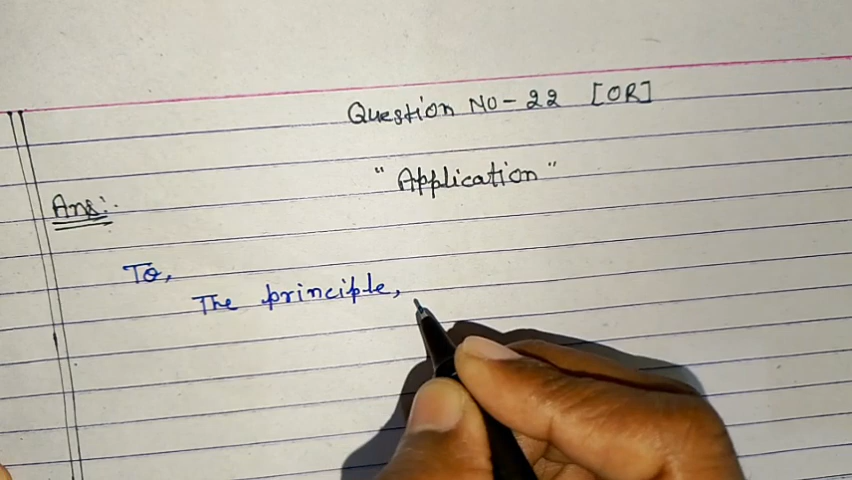 Question No - 22 [OR]
"Application"
Ans:-
To,
The principle,